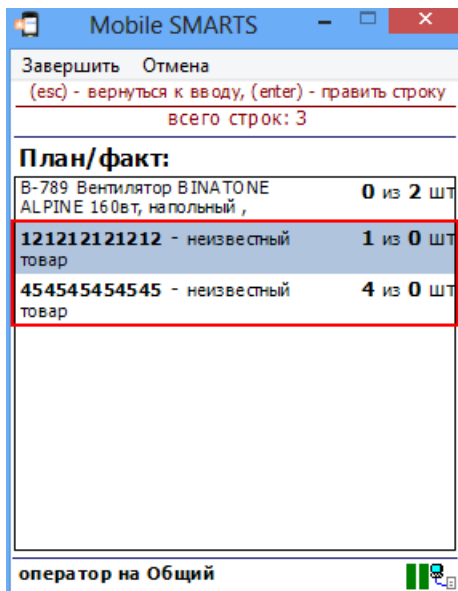 Mobile SMARTS
Завершить Отмена
(esc) - вернуться к вводу, (enter) - править строку
всего строк: 3
План/факт:
В-789 Вентилятор BINATONE 0 из 2 шт
ALPINE 160вт, напольный ,
121212121212 - неизвестный 1 из 0 шт
товар
454545454545 - неизвестный 4 из 0 шт
товар
оператор на Общий